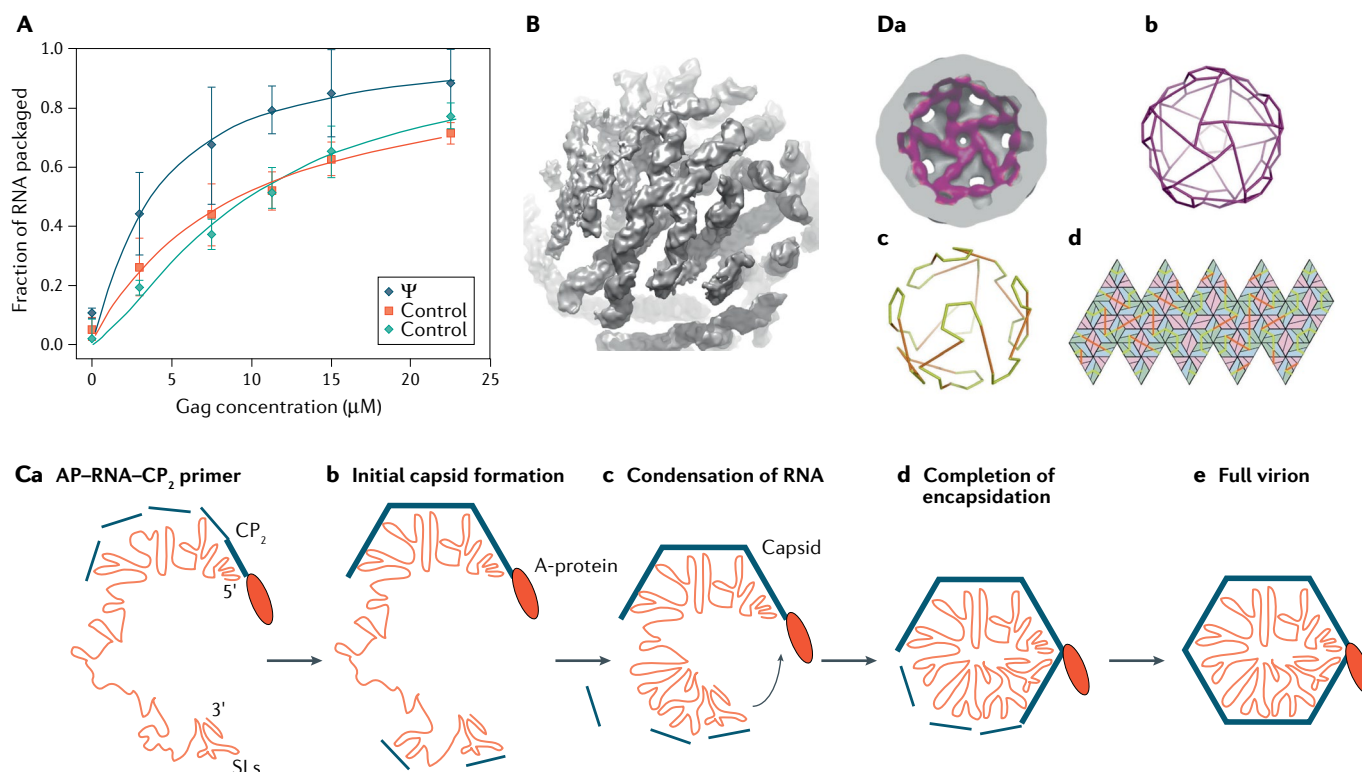 A
B
Da
b
1.0
0.8
0.6
0.4
0.2
0.0
Fraction of RNA packaged
Ψ
Control
Control
0
5
10
15
20
25
Gag concentration (μM)
c
d
Ca AP–RNA–CP2 primer
b Initial capsid formation
c Condensation of RNA
d Completion of
encapsidation
e Full virion
CP2
5'
3'
SLs
A-protein
Capsid